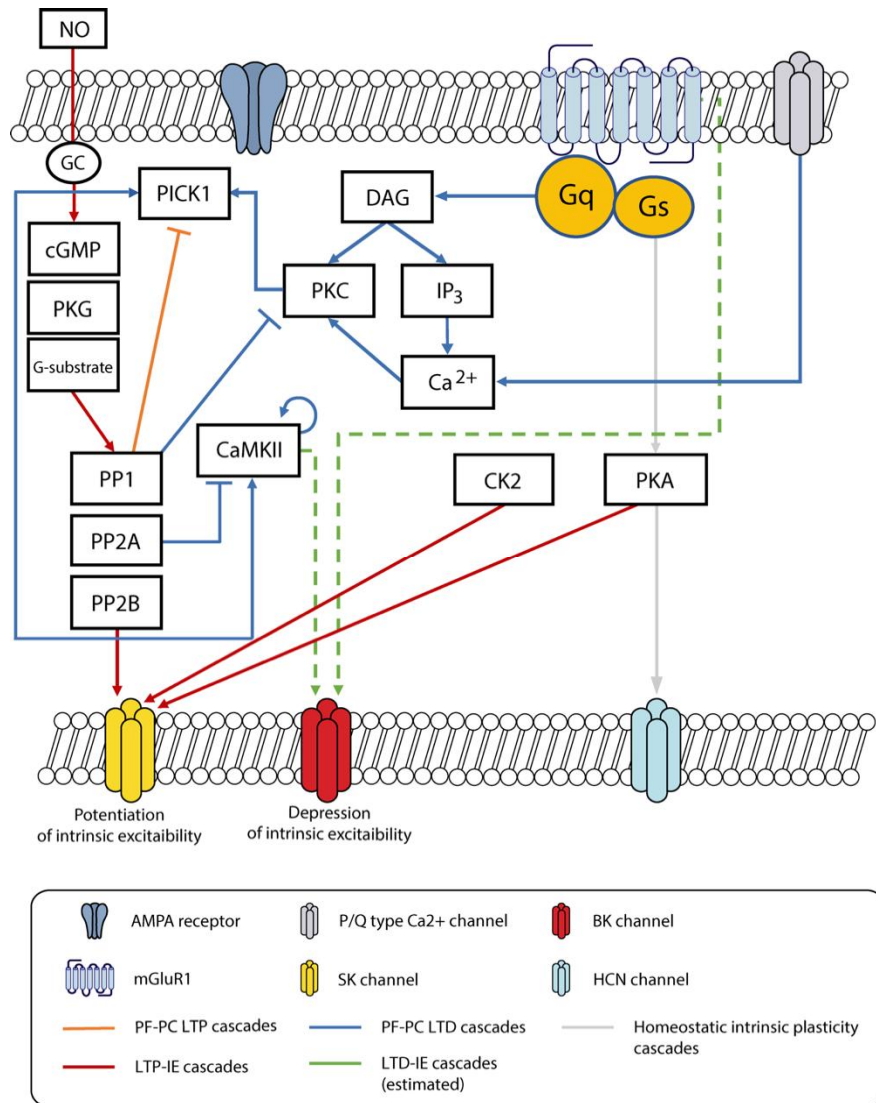 NO
GC
PICK1
DAG
Gq
Gs
cGMP
PKC
IP3
PKG
G-substrate
Ca 2+
CaMKII
PP1
CK2
PKA
PP2A
PP2B
Potentiation
of intrinsic excitaibility
Depression
of intrinsic excitaibility
AMPA receptor
P/Q type Ca2+ channel
BK channel
mGluR1
SK channel
HCN channel
PF-PC LTP cascades
PF-PC LTD cascades
Homeostatic intrinsic plasticity
cascades
LTP-IE cascades
LTD-IE cascades
(estimated)